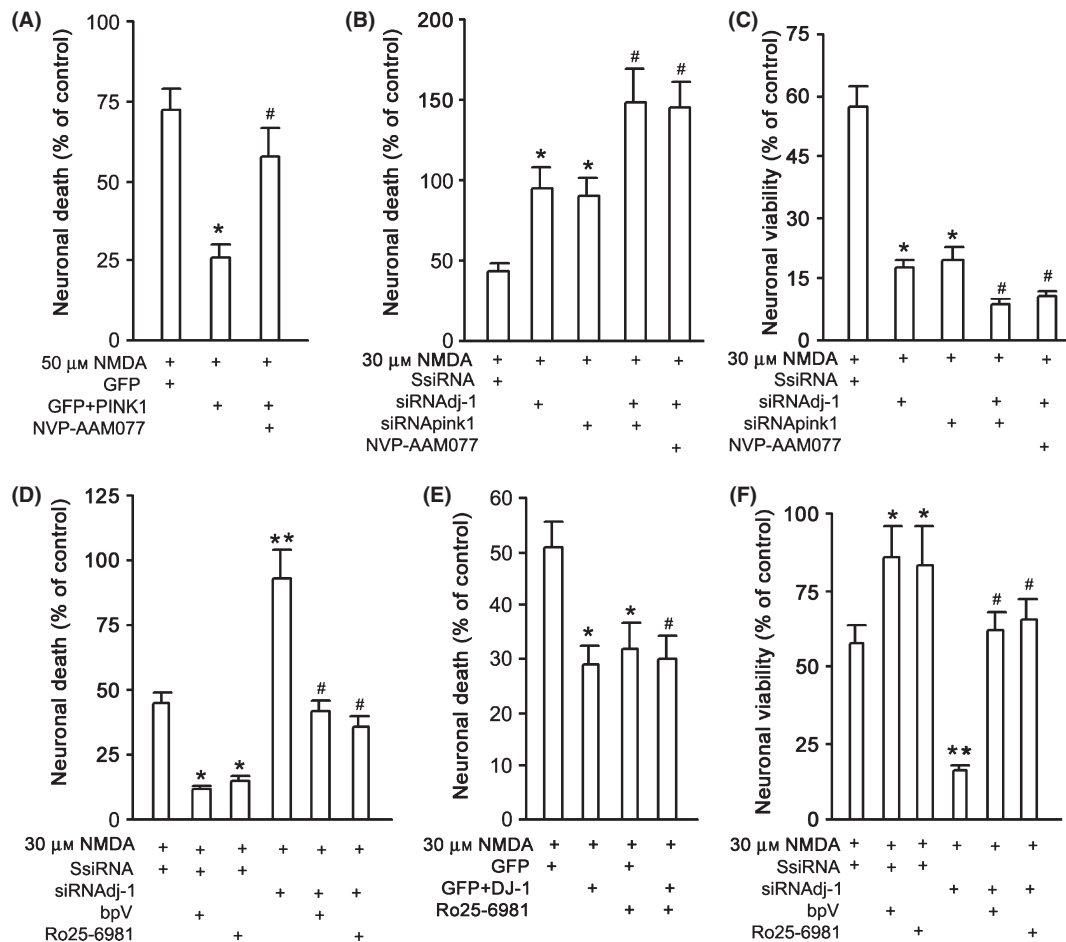 (A)
Neuronal death (% of control)
100
75
50
25
0
*
#
50 μM NMDA + + +
GFP +
GFP+PINK1 + +
NVP-AAM077 +
(B)
Neuronal death (% of control)
200
150
100
50
0
*
*
#
#
30 μM NMDA + + + + +
SsiRNA +
siRNAdj-1 + + +
siRNApink1 + +
NVP-AAM077 +
(C)
Neuronal viability (% of control)
75
60
45
30
15
0
*
*
#
#
30 μM NMDA + + + + +
SsiRNA +
siRNAdj-1 + + +
siRNApink1 + +
NVP-AAM077 +
(D)
Neuronal death (% of control)
125
100
75
50
25
0
*
*
**
#
#
30 μM NMDA + + + + + +
SsiRNA + + +
siRNAdj-1 + + +
bpV + +
Ro25-6981 + +
(E)
Neuronal death (% of control)
60
50
40
30
20
10
0
*
*
#
30 μM NMDA + + + +
GFP + +
GFP+DJ-1 + +
Ro25-6981 + +
(F)
Neuronal viability (% of control)
100
75
50
25
0
*
*
**
#
#
30 μM NMDA + + + + + +
SsiRNA + + +
siRNAdj-1 + + +
bpV + +
Ro25-6981 + +